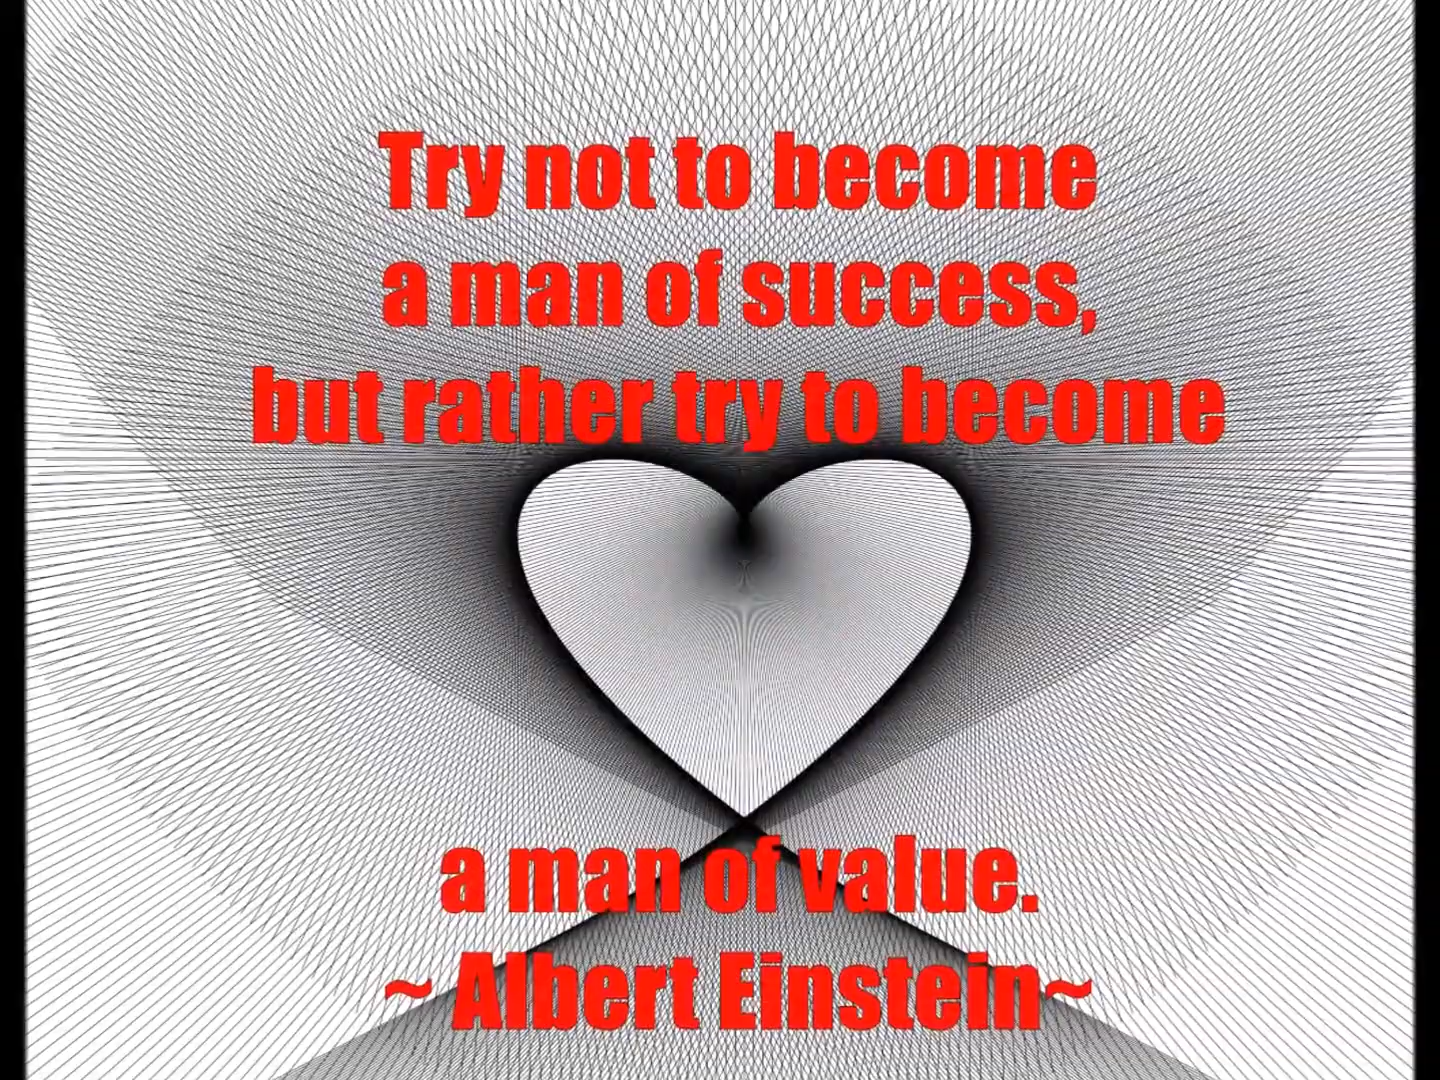 Try not to become
a man of success,
but rather try to become
a man of value.
~ Albert Einstein~